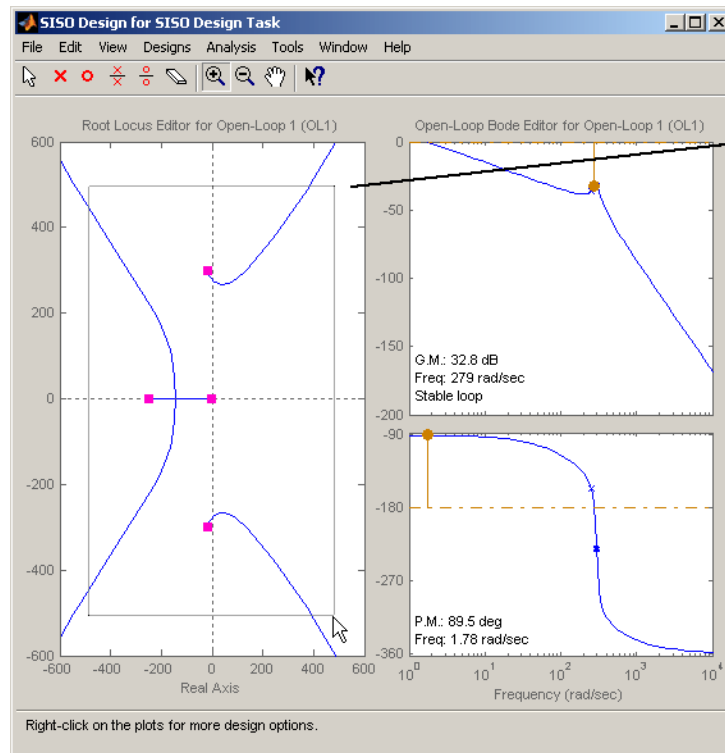 SISO Design for SISO Design Task
File Edit View Designs Analysis Tools Window Help
Root Locus Editor for Open-Loop 1 (OL1)
600
400
200
0
-200
-400
-600
-600 -400 -200 0 200 400 600
Real Axis
Open-Loop Bode Editor for Open-Loop 1 (OL1)
0
-50
-100
-150
-200
G.M.: 32.8 dB
Freq: 279 rad/sec
Stable loop
-90
-180
-270
-360
P.M.: 89.5 deg
Freq: 1.78 rad/sec
10^0 10^1 10^2 10^3 10^4
Frequency (rad/sec)
Right-click on the plots for more design options.